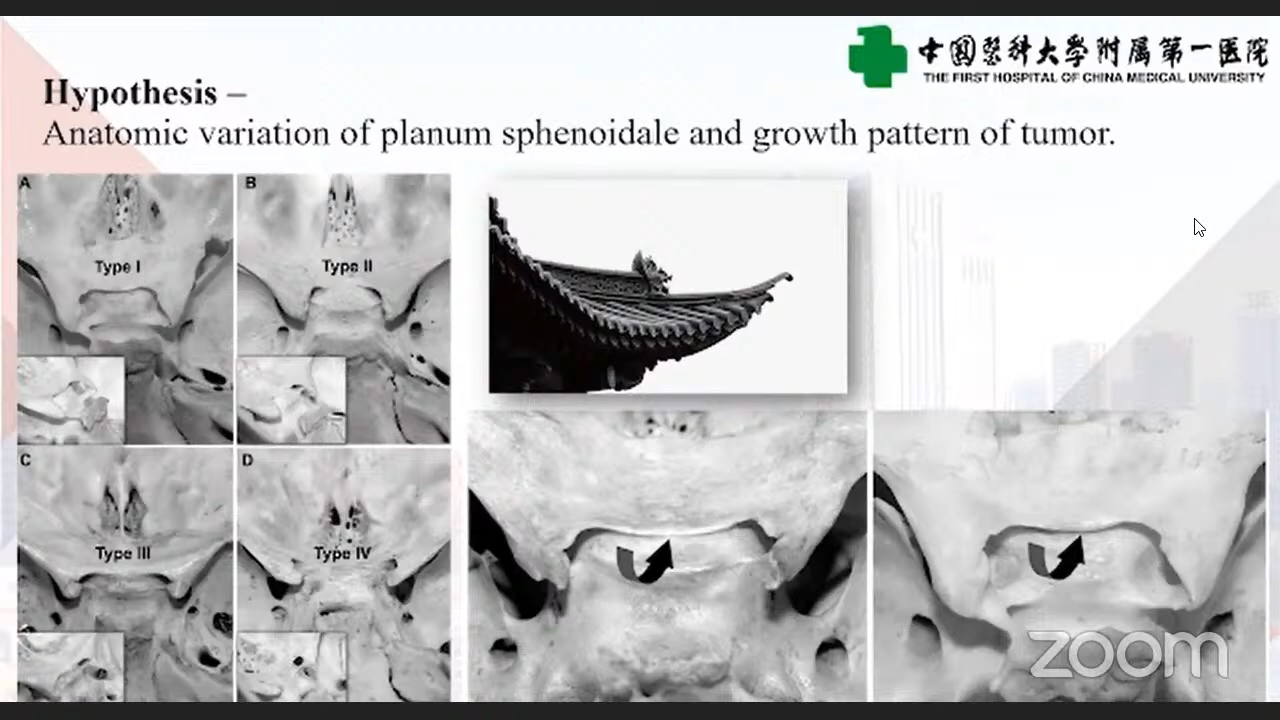 中国医科大学附属第一医院
THE FIRST HOSPITAL OF CHINA MEDICAL UNIVERSITY
Hypothesis –
Anatomic variation of planum sphenoidale and growth pattern of tumor.
A
B
Type I
Type II
C
D
Type III
Type IV
zoom